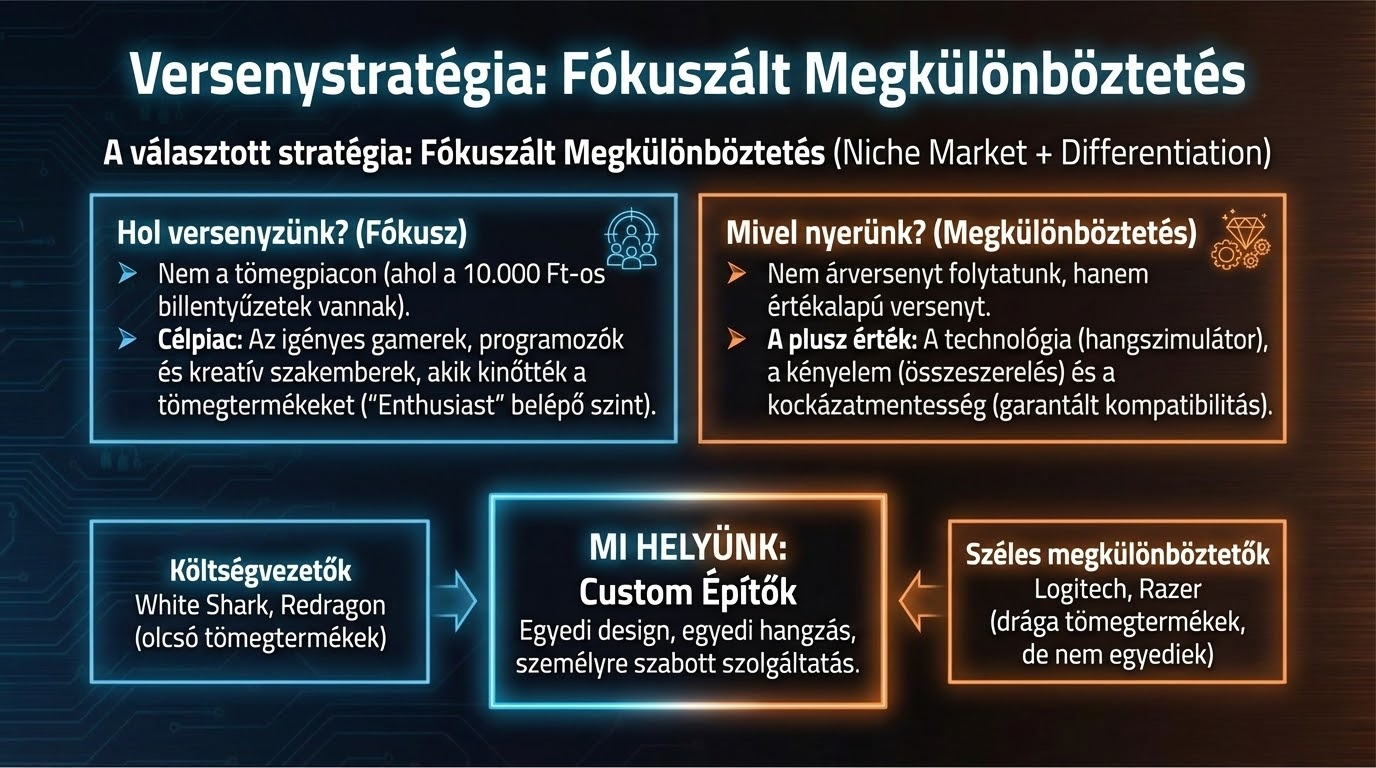 Versenystratégia: Fókuszált Megkülönböztetés
A választott stratégia: Fókuszált Megkülönböztetés (Niche Market + Differentiation)
Hol versenyzünk? (Fókusz)
Nem a tömegpiacon (ahol a 10.000 Ft-os
billentyűzetek vannak).
Célpiac: Az igényes gamerek, programozók
és kreatív szakemberek, akik kinőtték a
tömegtermékeket (“Enthusiast” belépő szint).
Mivel nyerünk? (Megkülönböztetés)
Nem árversenyt folytatunk, hanem
értékalapú versenyt.
A plusz érték: A technológia (hangszimulátor),
a kényelem (összeszerelés) és a
kockázatmentesség (garantált kompatibilitás).
Költségvezetők
White Shark, Redragon
(olcsó tömegtermékek)
MI HELYÜNK:
Custom Építők
Egyedi design, egyedi hangzás,
személyre szabott szolgáltatás.
Széles megkülönböztetők
Logitech, Razer
(drága tömegtermékek,
de nem egyediek)